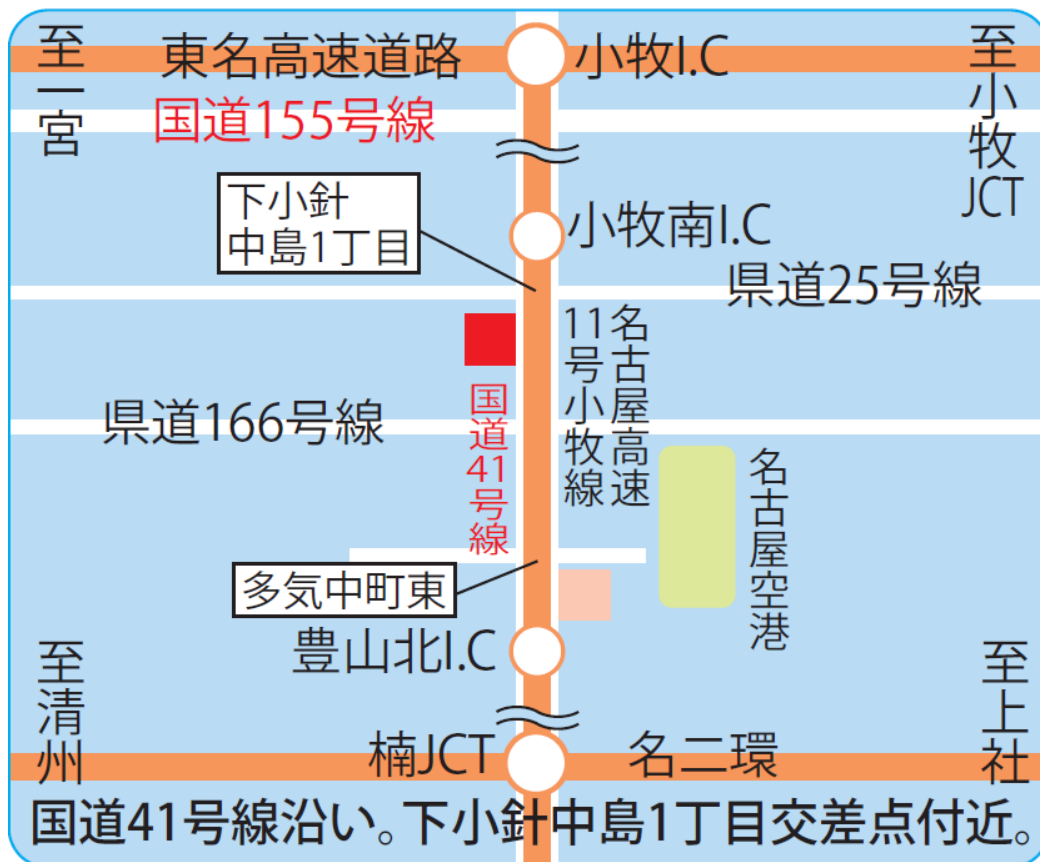 至一宮
東名高速道路
小牧I.C
至小牧JCT
国道155号線
下小針
中島1丁目
小牧南I.C
県道25号線
名古屋高速
11号小牧線
国道41号線
県道166号線
名古屋空港
多気中町東
豊山北I.C
至清州
楠JCT
名二環
至上社
国道41号線沿い。下小針中島1丁目交差点付近。